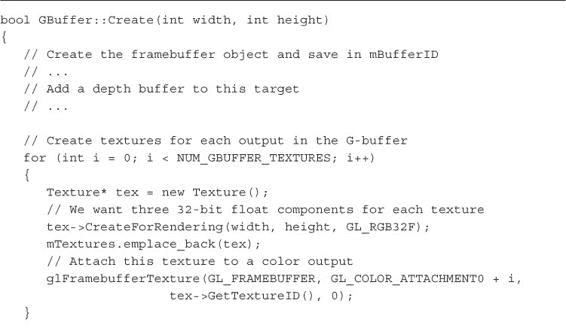 bool GBuffer::Create(int width, int height)
{
   // Create the framebuffer object and save in mBufferID
   // ...
   // Add a depth buffer to this target
   // ...
   // Create textures for each output in the G-buffer
   for (int i = 0; i < NUM_GBUFFER_TEXTURES; i++)
   {
      Texture* tex = new Texture();
      // We want three 32-bit float components for each texture
      tex->CreateForRendering(width, height, GL_RGB32F);
      mTextures.emplace_back(tex);
      // Attach this texture to a color output
      glFramebufferTexture(GL_FRAMEBUFFER, GL_COLOR_ATTACHMENT0 + i,
                     tex->GetTextureID(), 0);
   }